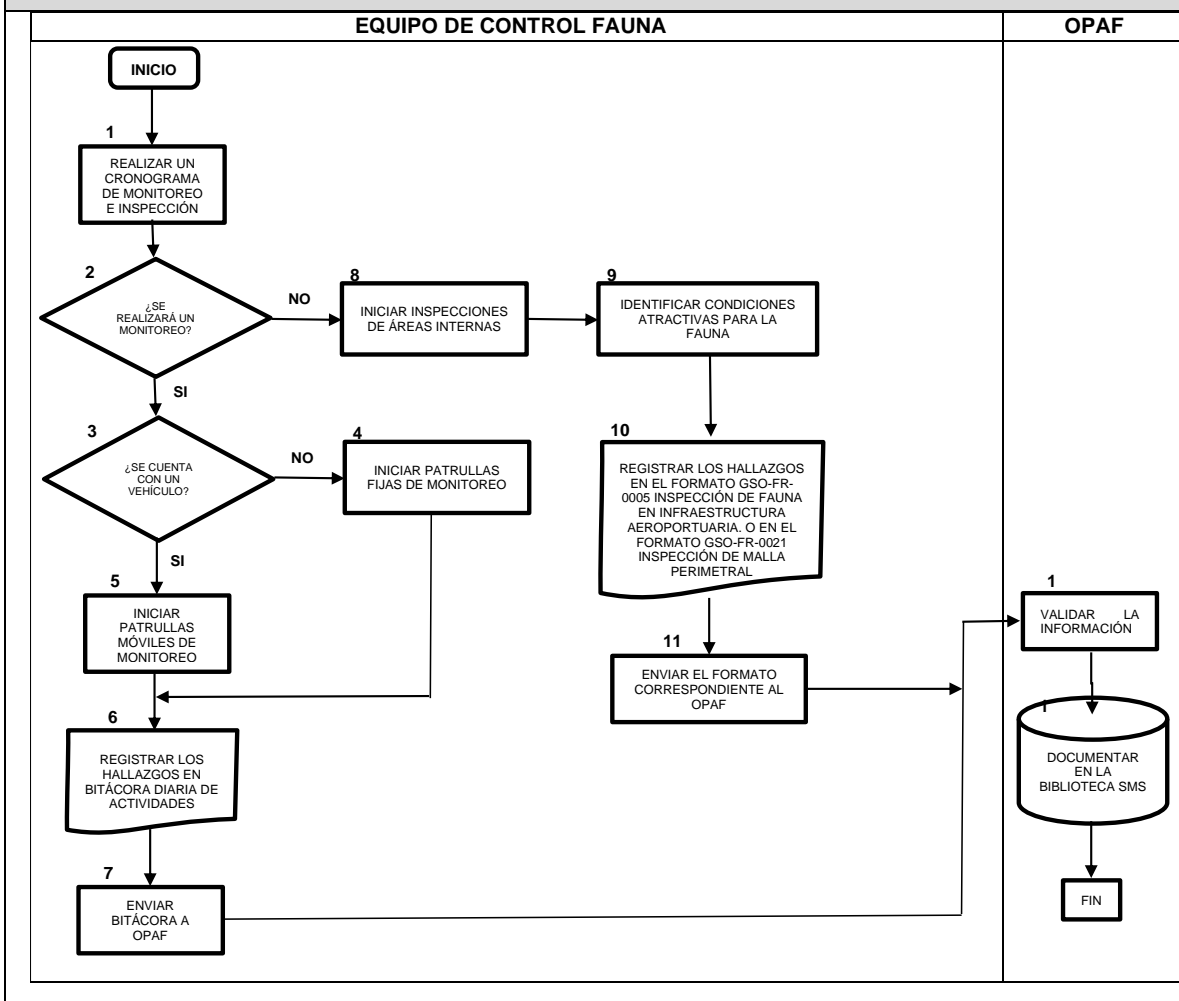 EQUIPO DE CONTROL FAUNA
OPAF
INICIO
1
REALIZAR UN
CRONOGRAMA
DE MONITOREO
E INSPECCIÓN
2
¿SE
REALIZARÁ UN
MONITOREO?
NO
SI
8
INICIAR INSPECCIONES
DE ÁREAS INTERNAS
9
IDENTIFICAR CONDICIONES
ATRACTIVAS PARA LA
FAUNA
3
¿SE CUENTA
CON UN
VEHÍCULO?
NO
SI
4
INICIAR PATRULLAS
FIJAS DE MONITOREO
10
REGISTRAR LOS HALLAZGOS
EN EL FORMATO GSO-FR-
0005 INSPECCIÓN DE FAUNA
EN INFRAESTRUCTURA
AEROPORTUARIA. O EN EL
FORMATO GSO-FR-0021
INSPECCIÓN DE MALLA
PERIMETRAL
5
INICIAR
PATRULLAS
MÓVILES DE
MONITOREO
11
ENVIAR EL FORMATO
CORRESPONDIENTE AL
OPAF
6
REGISTRAR LOS
HALLAZGOS EN
BITÁCORA DIARIA DE
ACTIVIDADES
7
ENVIAR
BITÁCORA A
OPAF
1
VALIDAR LA
INFORMACIÓN
DOCUMENTAR
EN LA
BIBLIOTECA SMS
FIN